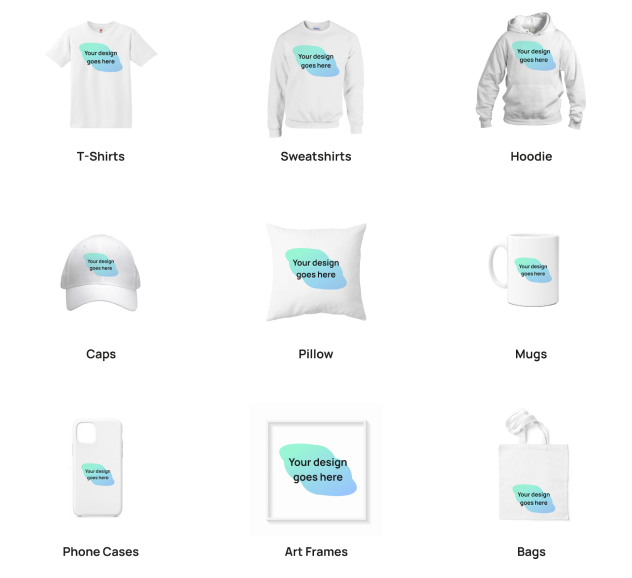 Your design
goes here
Your design
goes here
Your design
goes here
T-Shirts
Sweatshirts
Hoodie
Your design
goes here
Your design
goes here
Your design
goes here
Caps
Pillow
Mugs
Your design
goes here
Your design
goes here
Your design
goes here
Phone Cases
Art Frames
Bags